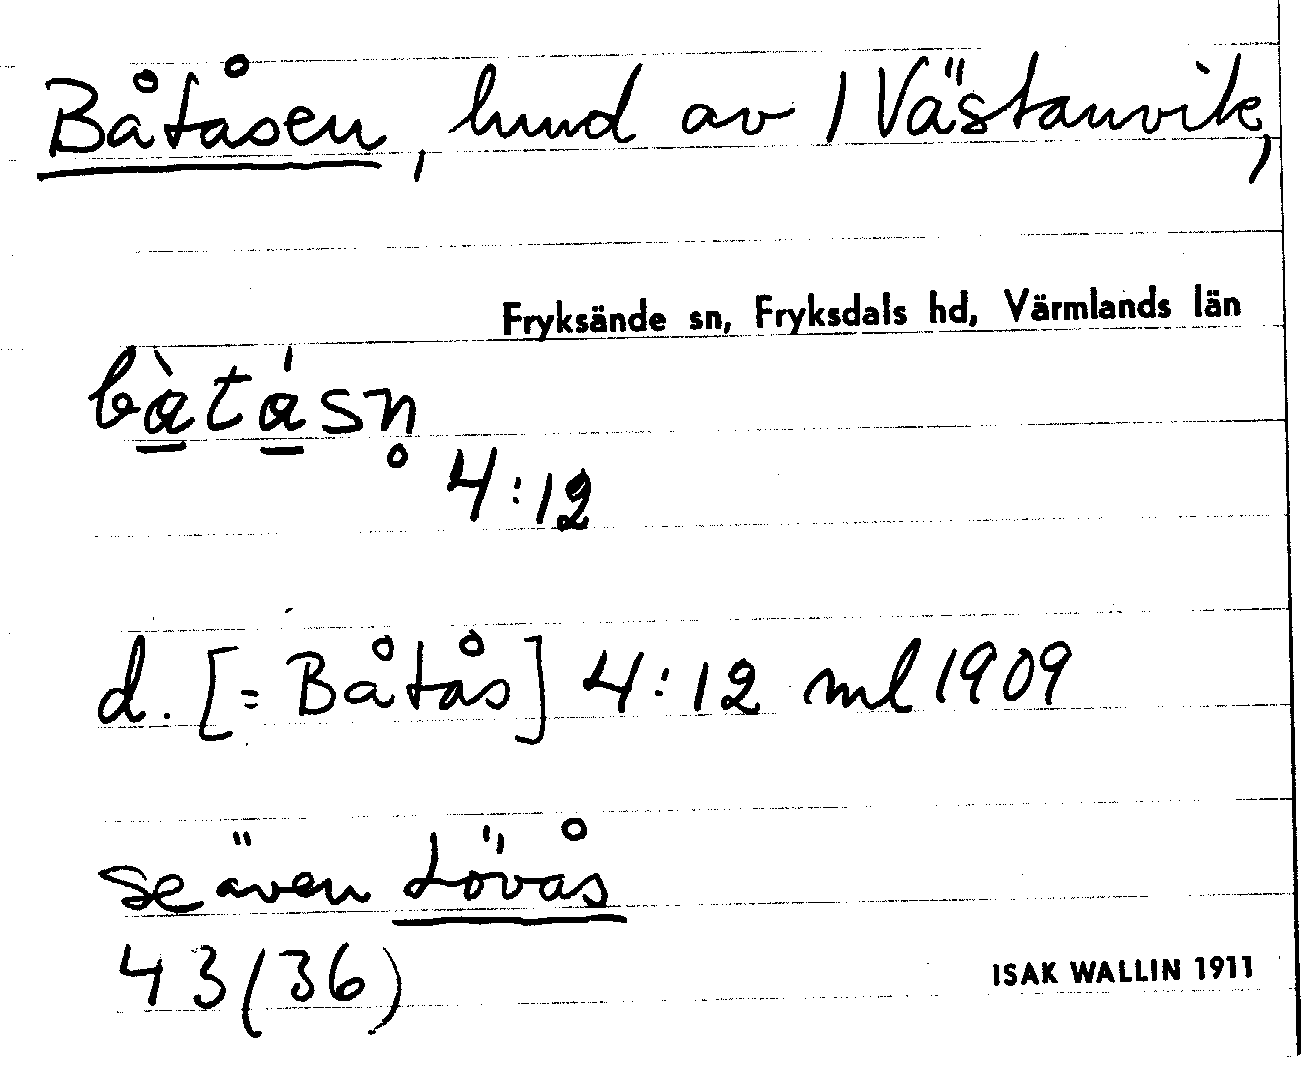 Båtåsen, lund av 1 Västanvik,
Fryksände sn, Fryksdals hd, Värmlands län
bàtásn̥
4:12
d. [= Båtås] 4:12 ml 1909
se även Lövås
43 (36)
ISAK WALLIN 1911